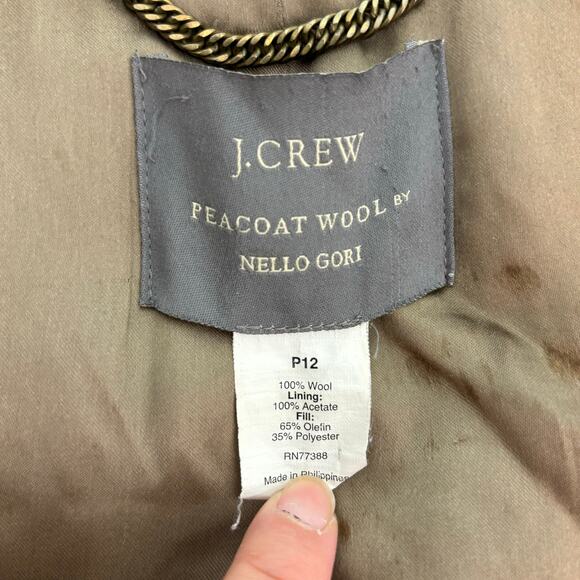 J.CREW
PEACOAT WOOL BY
NELLO GORI
P12
100% Wool
Lining:
100% Acetate
Fill:
65% Olefin
35% Polyester
RN77388
Made in Philippines